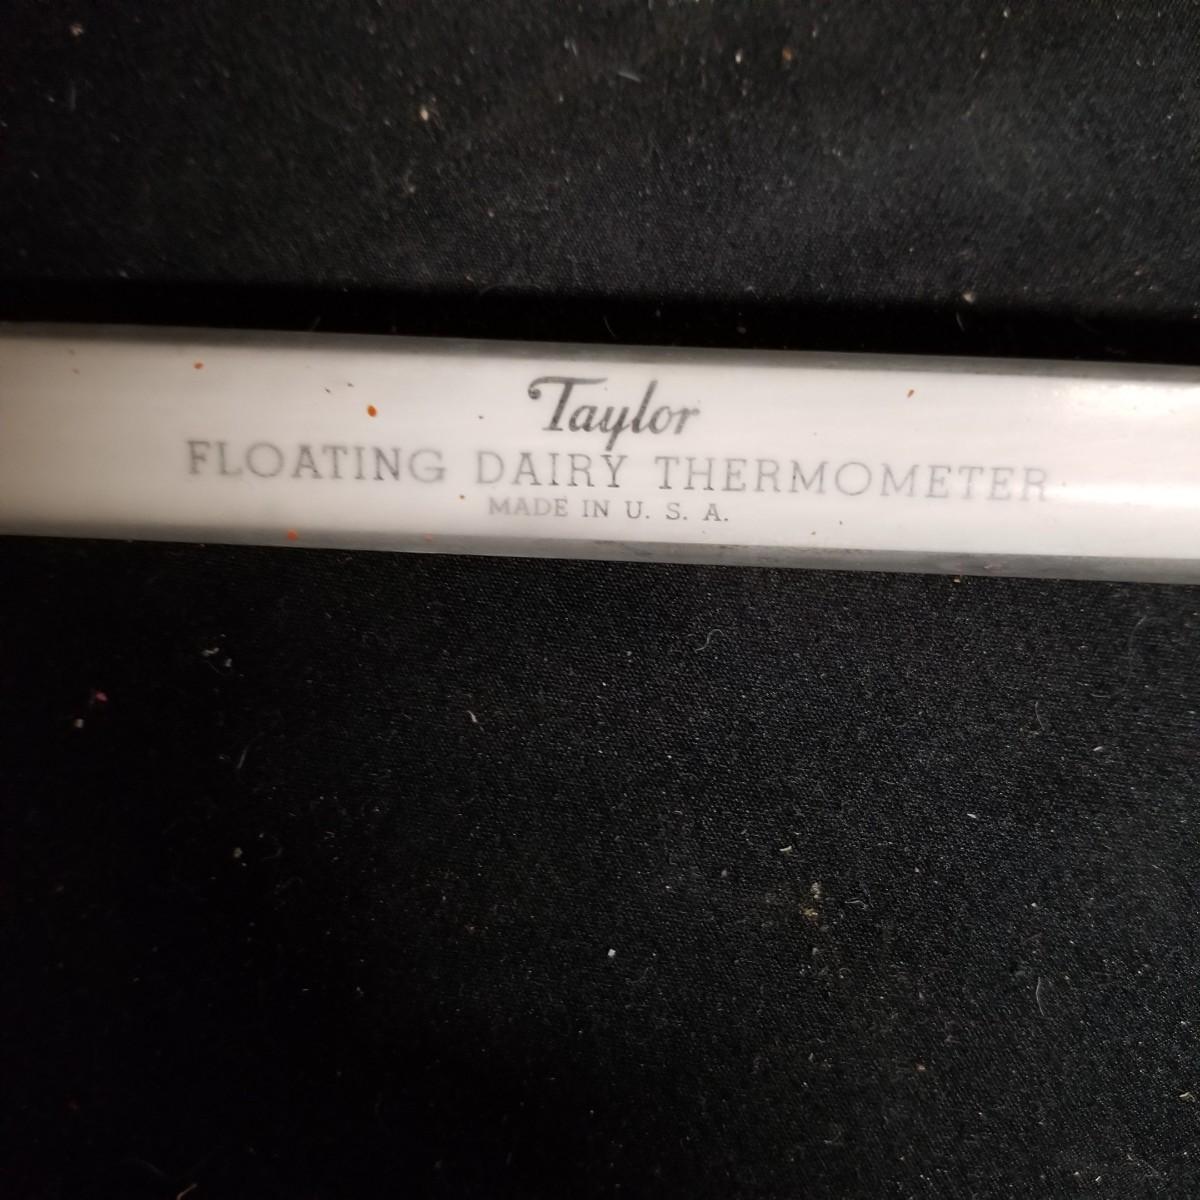 Taylor
FLOATING DAIRY THERMOMETER
MADE IN U. S. A.